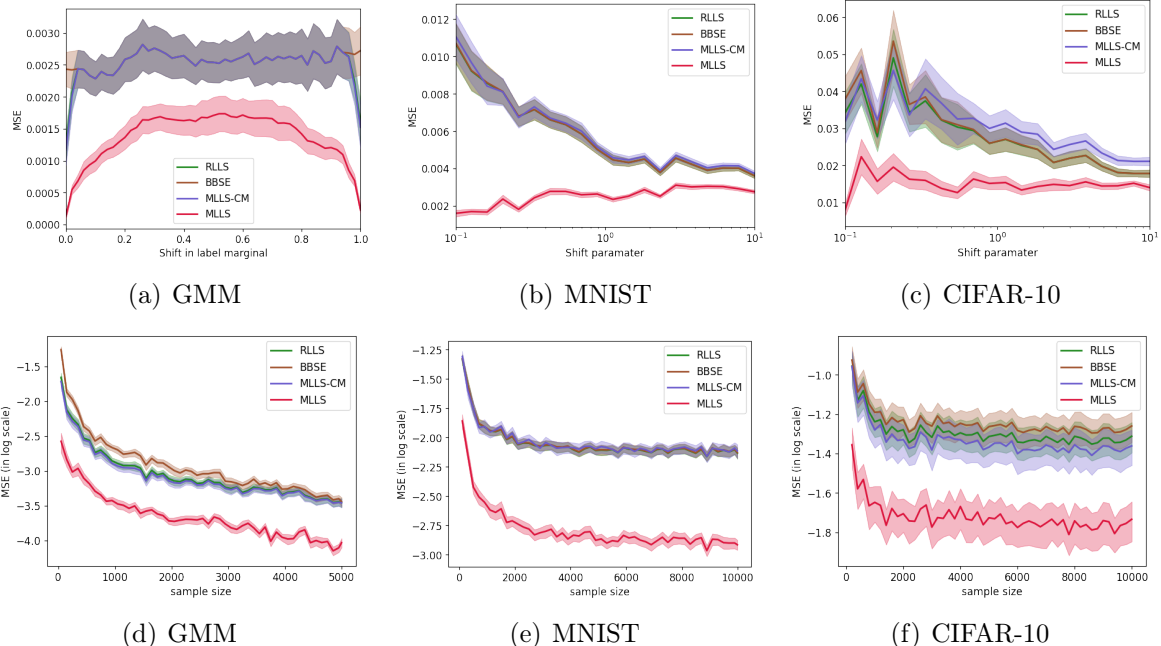 0.0030
0.0025
0.0020
0.0015
0.0010
0.0005
0.0000
MSE
RLLS
BBSE
MLLS-CM
MLLS
0.0 0.2 0.4 0.6 0.8 1.0
Shift in label marginal
(a) GMM
0.012
0.010
0.008
0.006
0.004
0.002
MSE
RLLS
BBSE
MLLS-CM
MLLS
10⁻¹ 10⁰ 10¹
Shift paramater
(b) MNIST
0.06
0.05
0.04
0.03
0.02
0.01
MSE
RLLS
BBSE
MLLS-CM
MLLS
10⁻¹ 10⁰ 10¹
Shift paramater
(c) CIFAR-10
−1.5
−2.0
−2.5
−3.0
−3.5
−4.0
MSE (in log scale)
RLLS
BBSE
MLLS-CM
MLLS
0 1000 2000 3000 4000 5000
sample size
(d) GMM
−1.25
−1.50
−1.75
−2.00
−2.25
−2.50
−2.75
−3.00
MSE (in log scale)
RLLS
BBSE
MLLS-CM
MLLS
0 2000 4000 6000 8000 10000
sample size
(e) MNIST
−1.0
−1.2
−1.4
−1.6
−1.8
MSE (in log scale)
RLLS
BBSE
MLLS-CM
MLLS
0 2000 4000 6000 8000 10000
sample size
(f) CIFAR-10